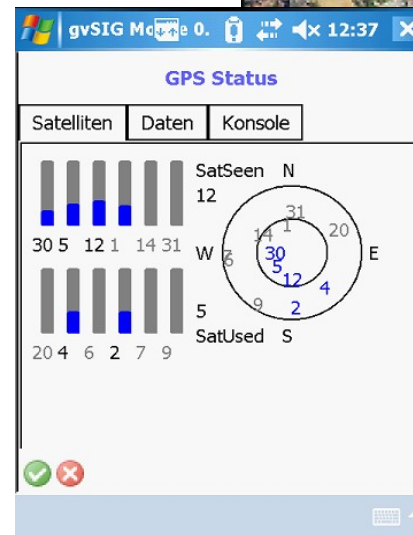 gvSIG Mo e 0. 12:37
GPS Status
Satelliten Daten Konsole
SatSeen N
12
31
14 1 20
30 5 12 1 14 31
W 7 6 30 E
5
12 4
9 2
5
SatUsed S
20 4 6 2 7 9